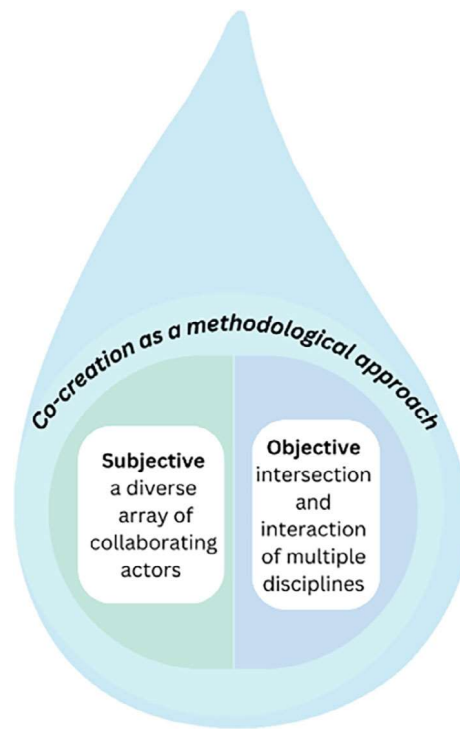 Co-creation as a methodological approach
Subjective
a diverse
array of
collaborating
actors
Objective
intersection
and
interaction
of multiple
disciplines